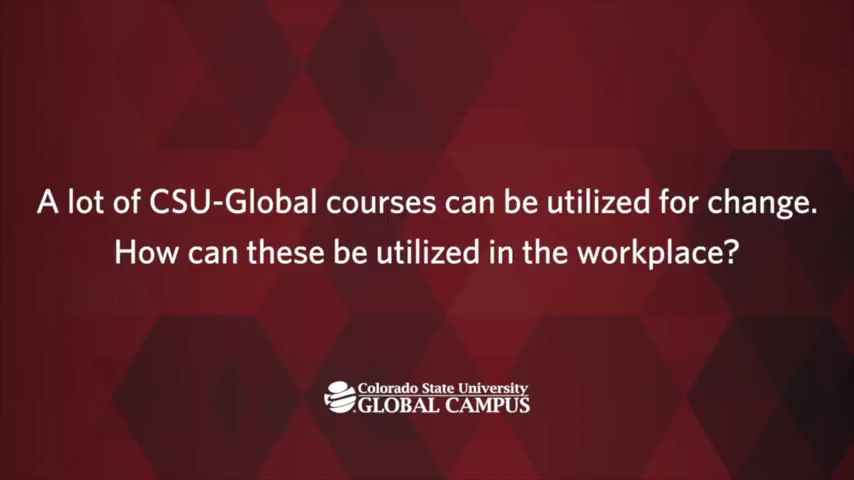 A lot of CSU-Global courses can be utilized for change.
How can these be utilized in the workplace?
Colorado State University
GLOBAL CAMPUS